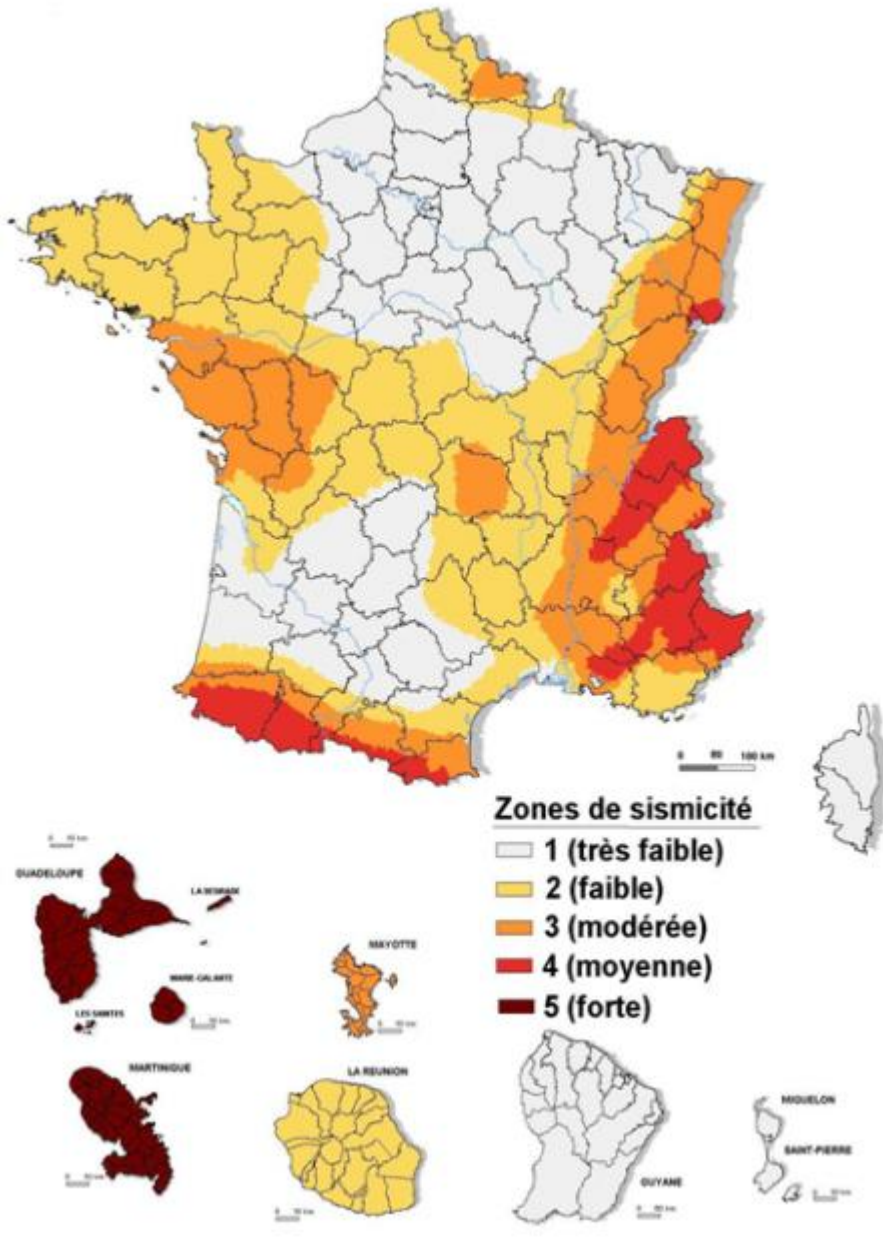 0 80 160 km
Zones de sismicité
1 (très faible)
2 (faible)
3 (modérée)
4 (moyenne)
5 (forte)
GUADELOUPE
LA DESIRADE
MARIE-GALANTE
LES SAINTES
MAYOTTE
MARTINIQUE
LA REUNION
GUYANE
MIQUELON
SAINT-PIERRE